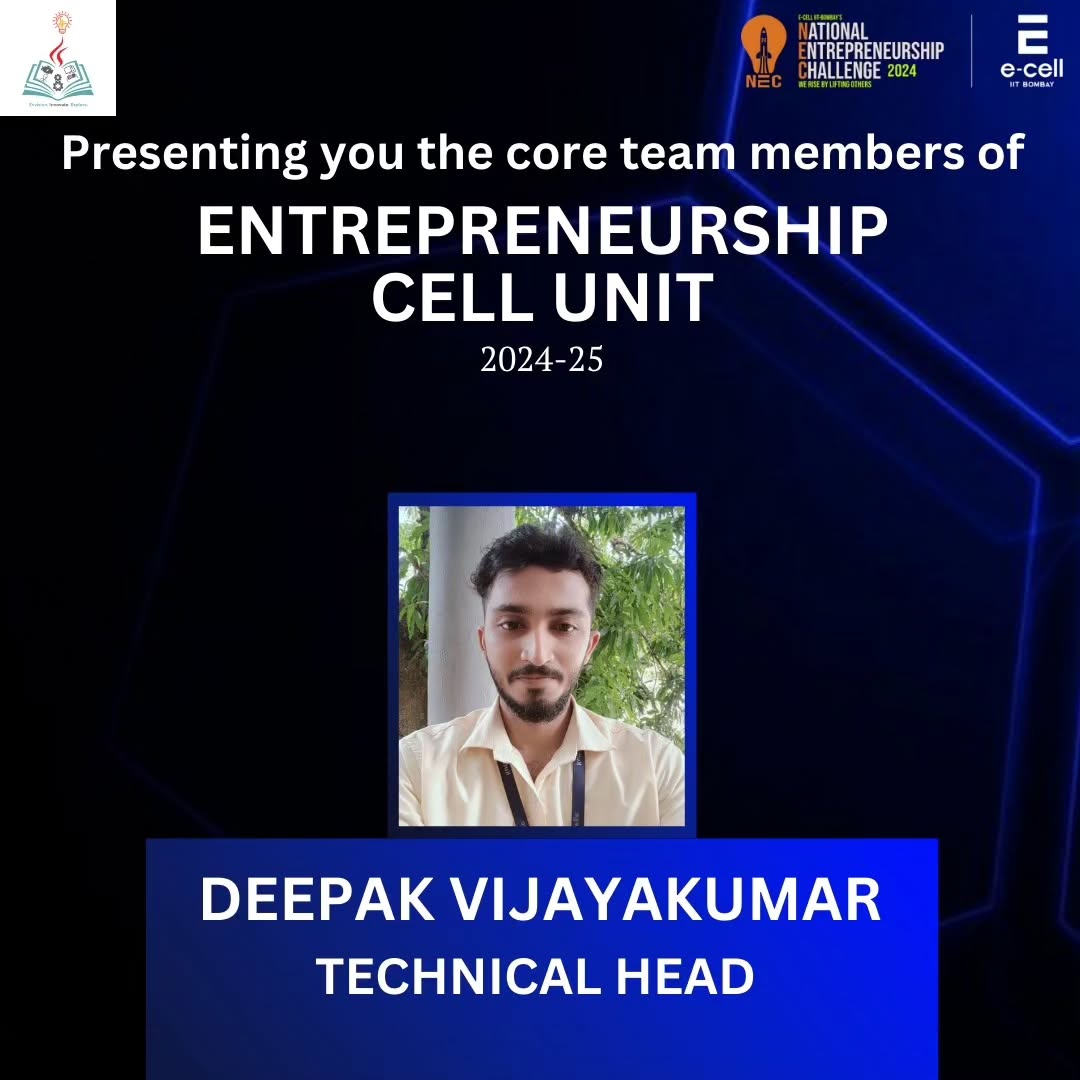 Envision. Innovate. Explore.
E-CELL IIT-BOMBAY'S
NATIONAL
ENTREPRENEURSHIP
CHALLENGE 2024
WE RISE BY LIFTING OTHERS
NEC
e-cell
IIT BOMBAY
Presenting you the core team members of
ENTREPRENEURSHIP
CELL UNIT
2024-25
DEEPAK VIJAYAKUMAR
TECHNICAL HEAD